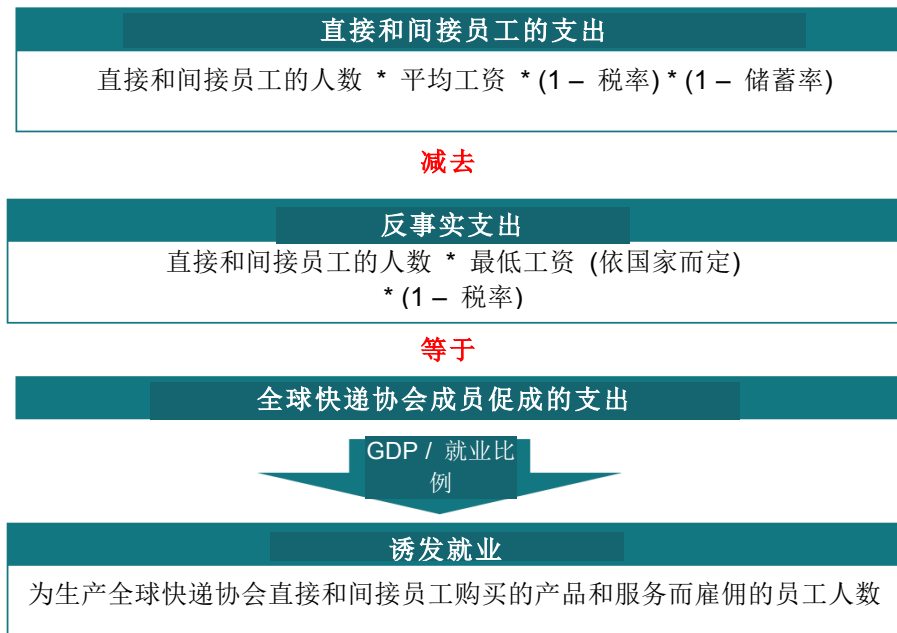 直接和间接员工的支出
直接和间接员工的人数 * 平均工资 * (1 – 税率) * (1 – 储蓄率)
减去
反事实支出
直接和间接员工的人数 * 最低工资 (依国家而定)
* (1 – 税率)
等于
全球快递协会成员促成的支出
GDP / 就业比
例
诱发就业
为生产全球快递协会直接和间接员工购买的产品和服务而雇佣的员工人数